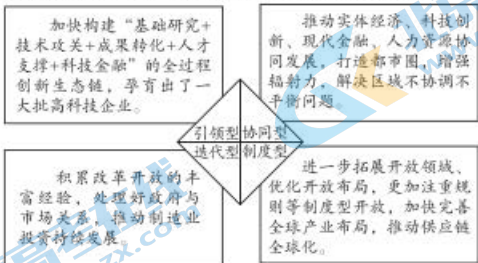 加快构建“基础研究+
技术攻关+成果转化+人才
支撑+科技金融”的全过程
创新生态链，孕育出了一
大批高科技企业。
推动实体经济、科技创
新、现代金融、人力资源协
同发展，打造都市圈，增强
辐射力，解决区域不协调不
平衡问题。
引领型 协同型
迭代型 制度型
积累改革开放的丰
富经验，处理好政府与
市场关系，推动制造业
投资持续发展。
进一步拓展开放领域、
优化开放布局，更加注重规
则等制度型开放，加快完善
全球产业布局，推动供应链
全球化。